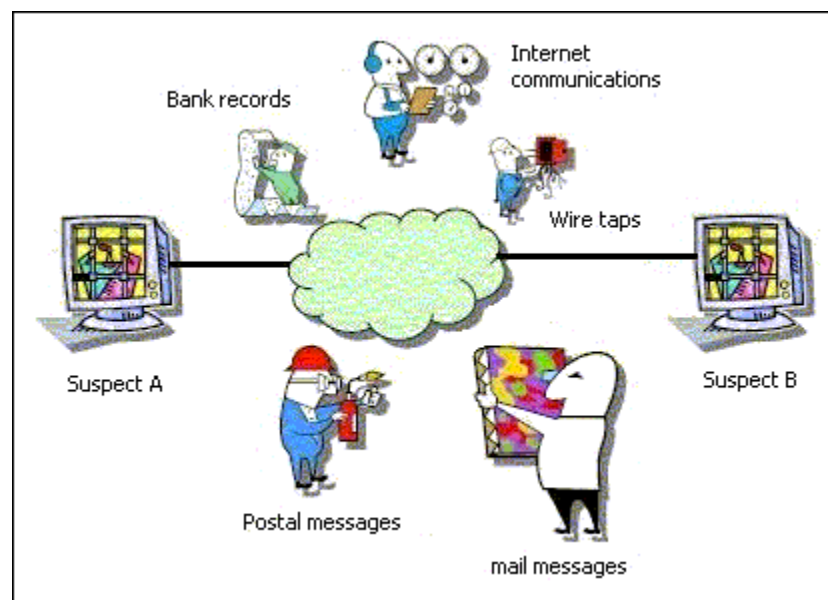 Internet
communications
Bank records
Wire taps
Suspect A
Suspect B
Postal messages
mail messages